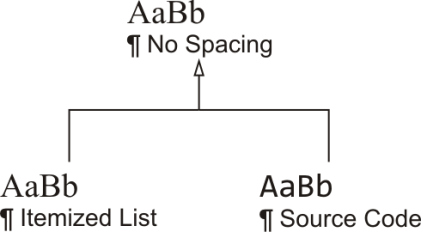 AaBb
¶ No Spacing
AaBb
¶ Itemized List
AaBb
¶ Source Code